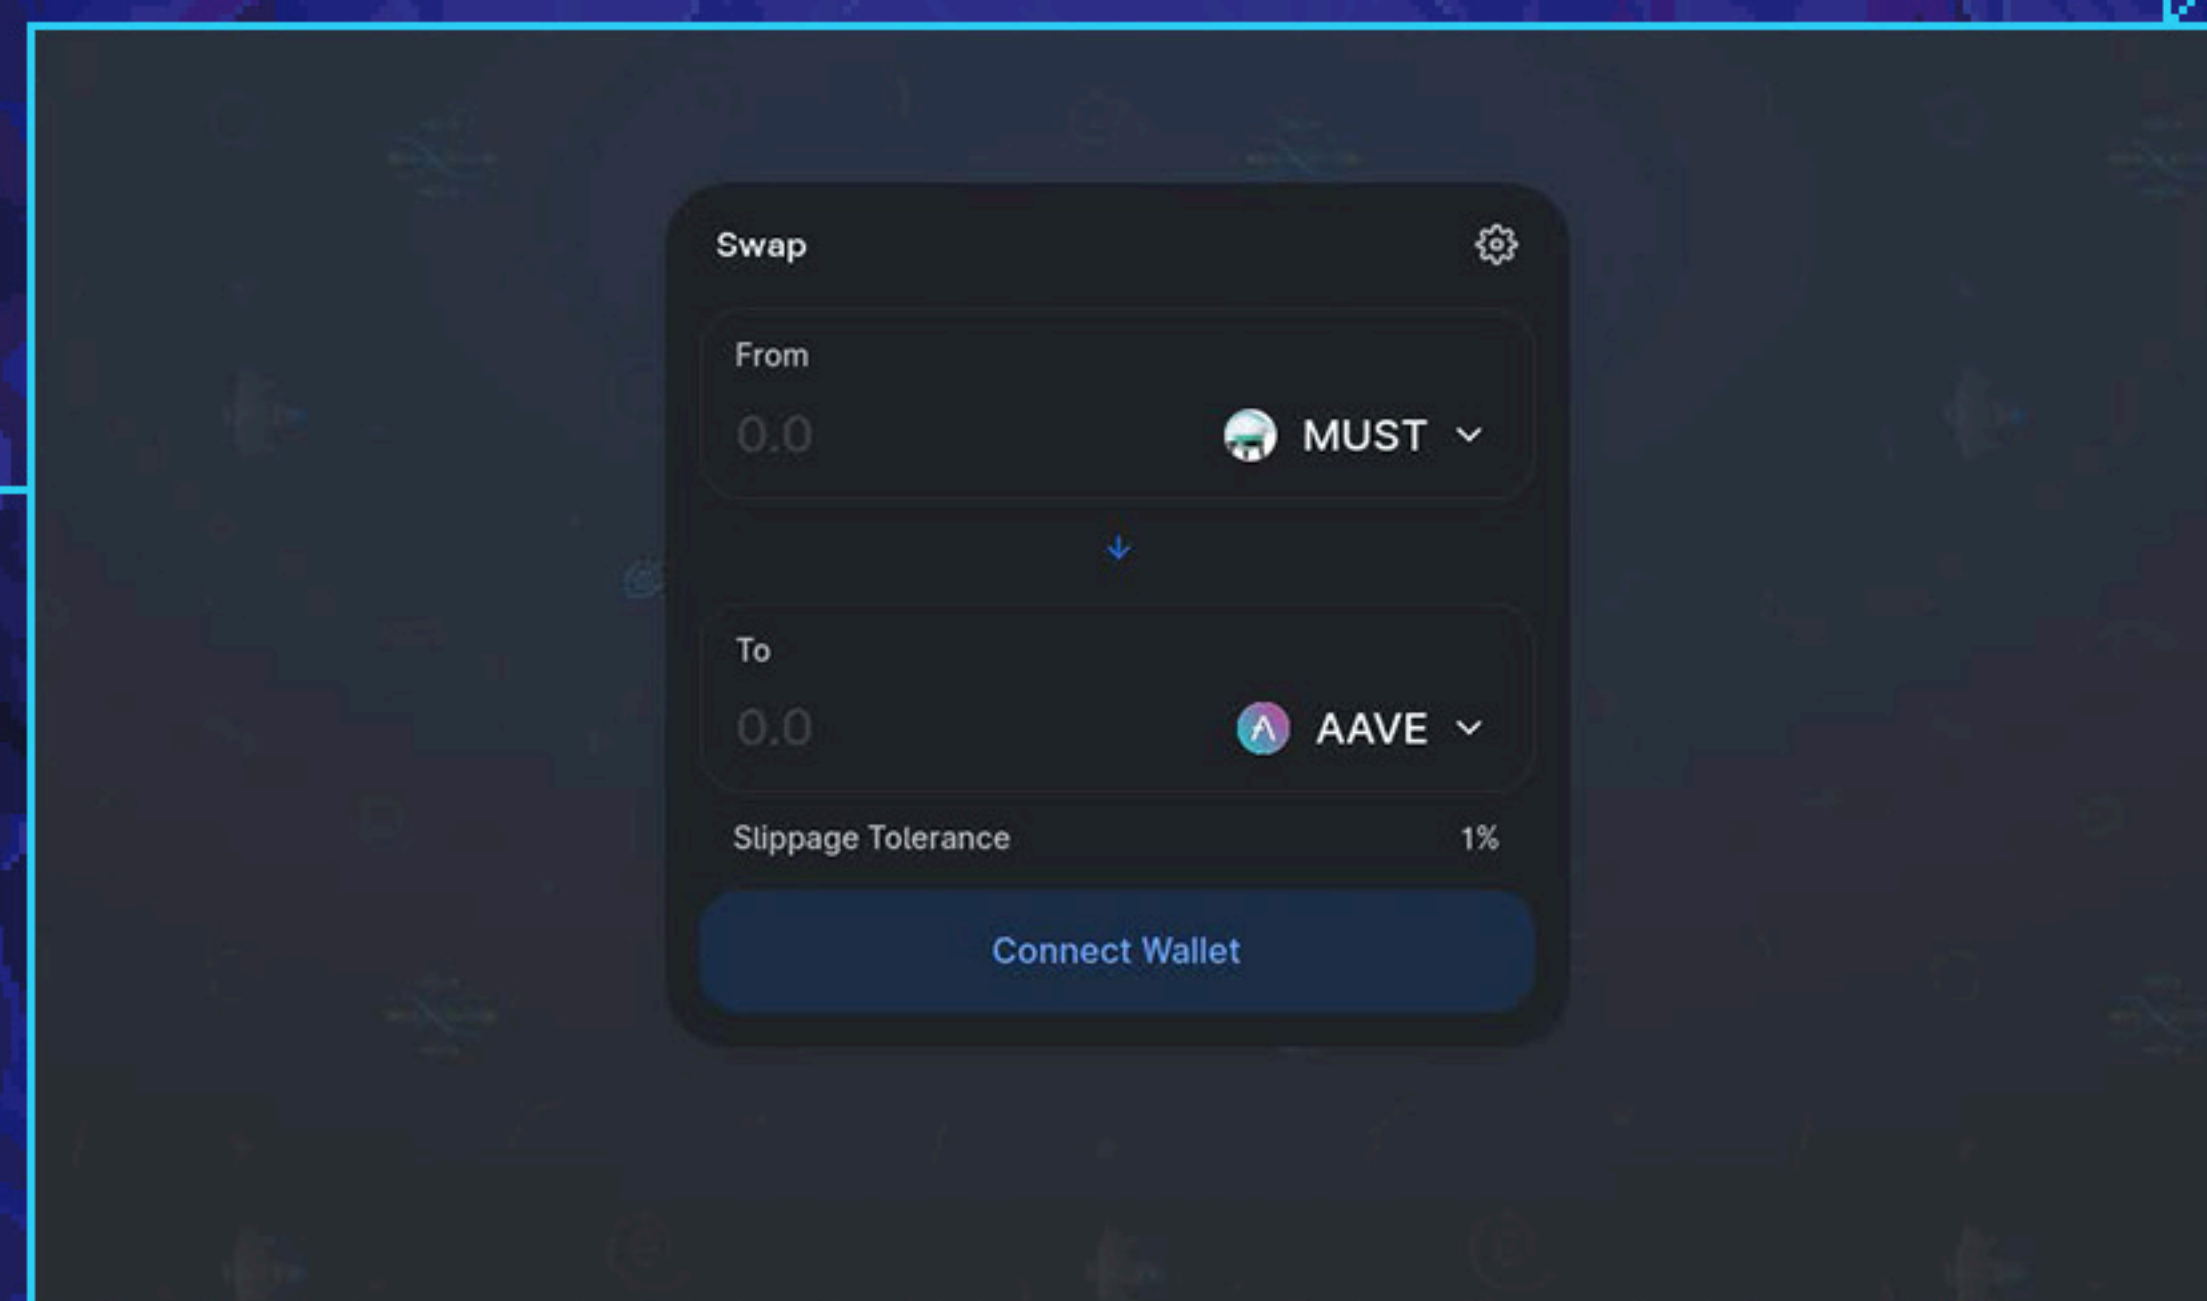 Swap
From
0.0 MUST
To
0.0 AAVE
Slippage Tolerance 1%
Connect Wallet